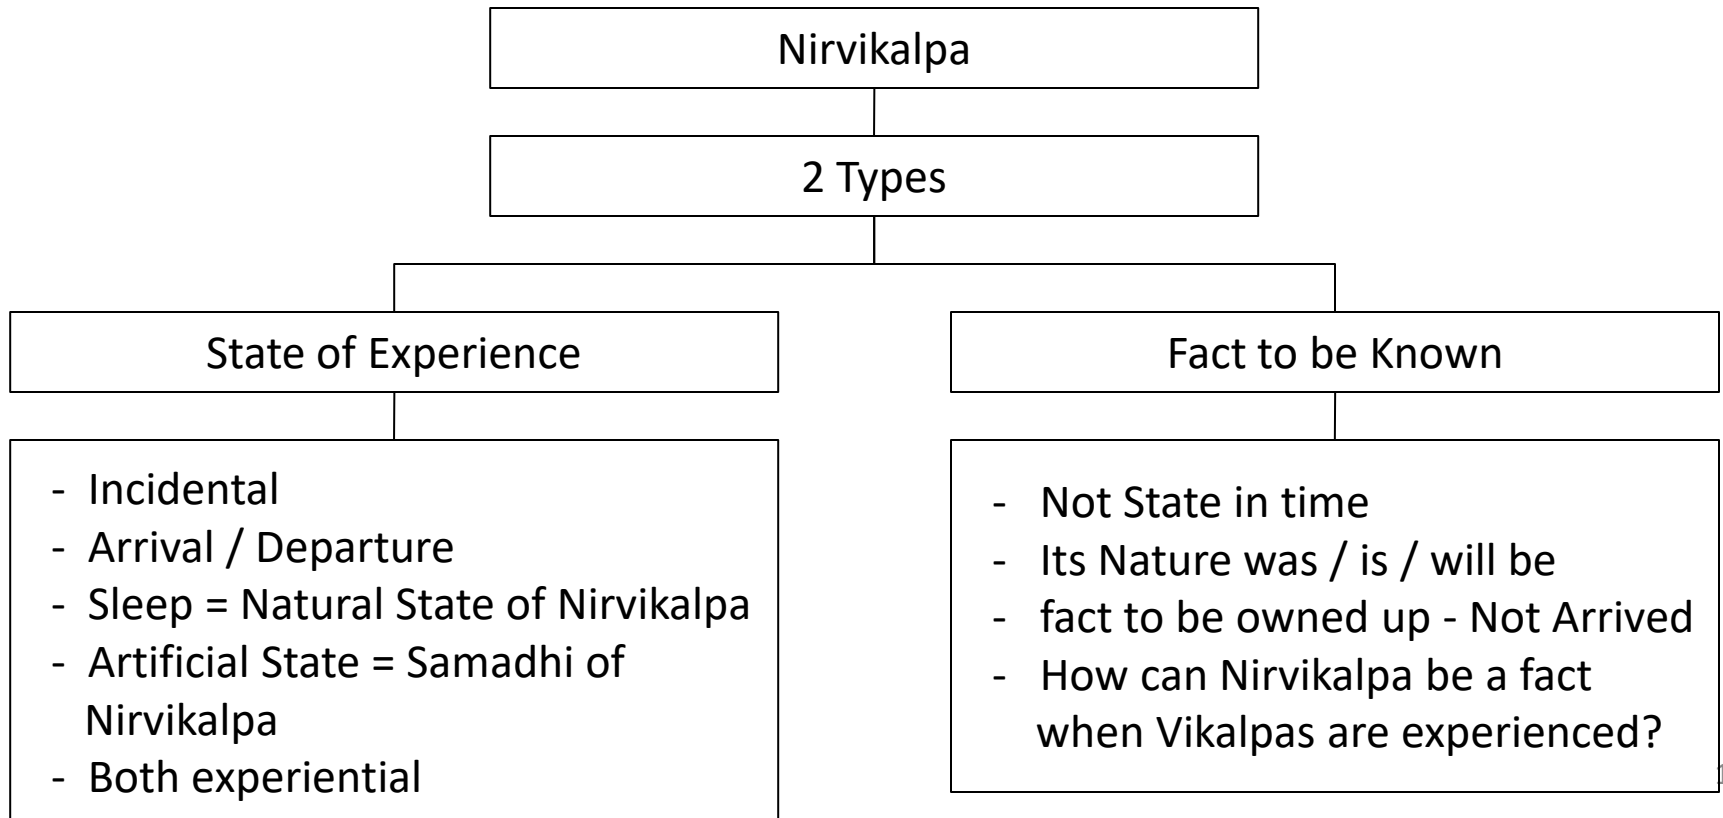 Nirvikalpa
2 Types
State of Experience
Fact to be Known
- Incidental
- Arrival / Departure
- Sleep = Natural State of Nirvikalpa
- Artificial State = Samadhi of
Nirvikalpa
- Both experiential
- Not State in time
- Its Nature was / is / will be
- fact to be owned up - Not Arrived
- How can Nirvikalpa be a fact
when Vikalpas are experienced?